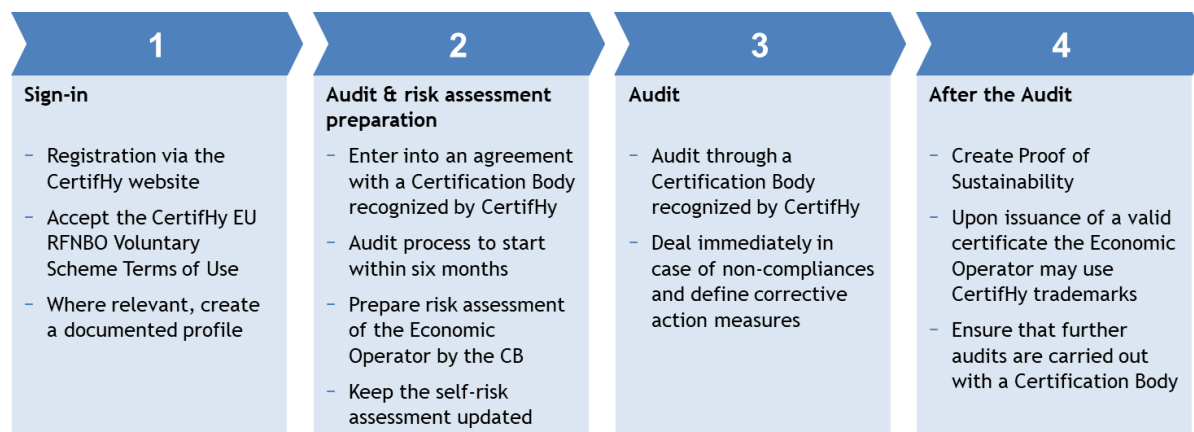 1
Sign-in
– Registration via the
CertifHy website
– Accept the CertifHy EU
RFNBO Voluntary
Scheme Terms of Use
– Where relevant, create
a documented profile
2
Audit & risk assessment
preparation
– Enter into an agreement
with a Certification Body
recognized by CertifHy
– Audit process to start
within six months
– Prepare risk assessment
of the Economic
Operator by the CB
– Keep the self-risk
assessment updated
3
Audit
– Audit through a
Certification Body
recognized by CertifHy
– Deal immediately in
case of non-compliances
and define corrective
action measures
4
After the Audit
– Create Proof of
Sustainability
– Upon issuance of a valid
certificate the Economic
Operator may use
CertifHy trademarks
– Ensure that further
audits are carried out
with a Certification Body